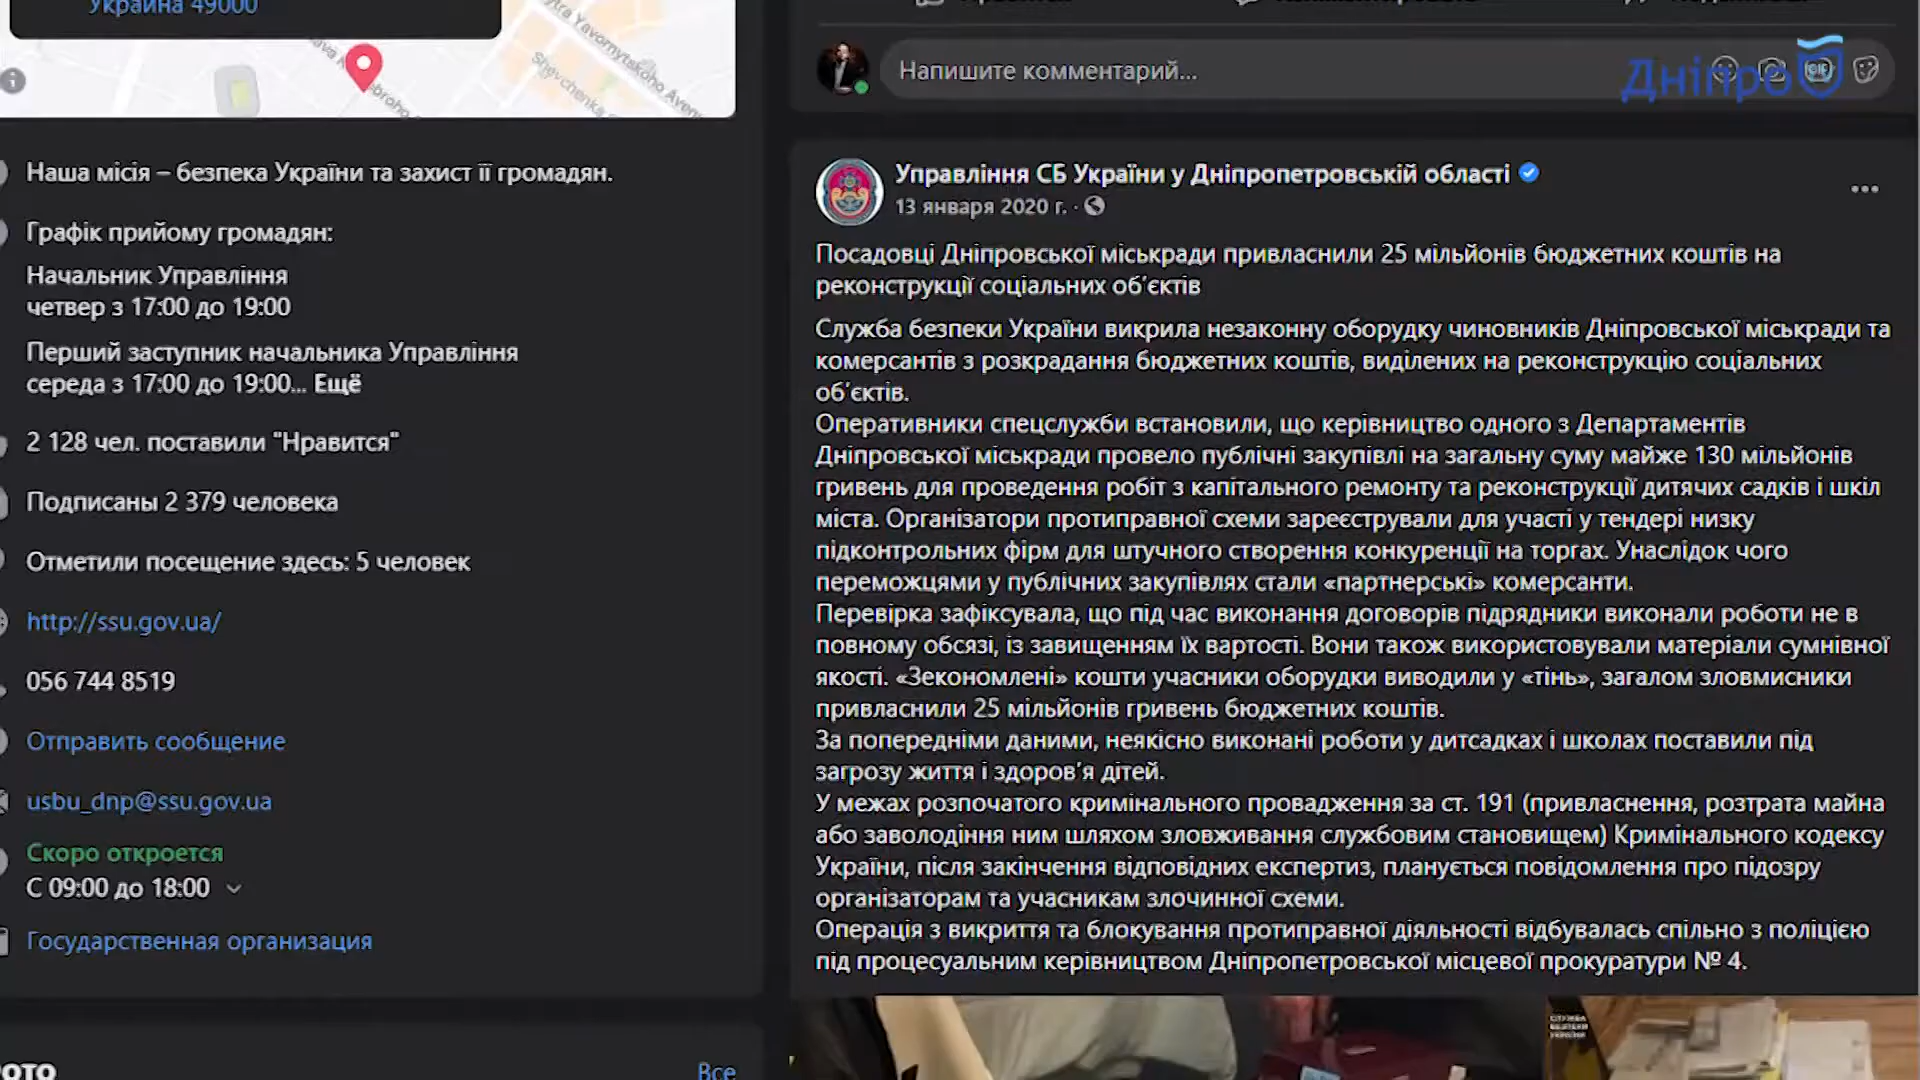 Украина 49000
Shevchenka
ytra Yavornytskoho Aven
Наша місія – безпека України та захист її громадян.
Графік прийому громадян:
Начальник Управління
четвер з 17:00 до 19:00
Перший заступник начальника Управління
середа з 17:00 до 19:00... Ещё
2 128 чел. поставили "Нравится"
Подписаны 2 379 человека
Отметили посещение здесь: 5 человек
http://ssu.gov.ua/
056 744 8519
Отправить сообщение
usbu_dnp@ssu.gov.ua
Скоро откроется
С 09:00 до 18:00
Государственная организация
ото
Все
Напишите комментарий...
GIF
Дніпро
Управління СБ України у Дніпропетровській області
13 января 2020 г. ·
Посадовці Дніпровської міськради привласнили 25 мільйонів бюджетних коштів на
реконструкції соціальних об’єктів
Служба безпеки України викрила незаконну оборудку чиновників Дніпровської міськради та
комерсантів з розкрадання бюджетних коштів, виділених на реконструкцію соціальних
об’єктів.
Оперативники спецслужби встановили, що керівництво одного з Департаментів
Дніпровської міськради провело публічні закупівлі на загальну суму майже 130 мільйонів
гривень для проведення робіт з капітального ремонту та реконструкції дитячих садків і шкіл
міста. Організатори протиправної схеми зареєстрували для участі у тендері низку
підконтрольних фірм для штучного створення конкуренції на торгах. Унаслідок чого
переможцями у публічних закупівлях стали «партнерські» комерсанти.
Перевірка зафіксувала, що під час виконання договорів підрядники виконали роботи не в
повному обсязі, із завищенням їх вартості. Вони також використовували матеріали сумнівної
якості. «Зекономлені» кошти учасники оборудки виводили у «тінь», загалом зловмисники
привласнили 25 мільйонів гривень бюджетних коштів.
За попередніми даними, неякісно виконані роботи у дитсадках і школах поставили під
загрозу життя і здоров’я дітей.
У межах розпочатого кримінального провадження за ст. 191 (привласнення, розтрата майна
або заволодіння ним шляхом зловживання службовим становищем) Кримінального кодексу
України, після закінчення відповідних експертиз, планується повідомлення про підозру
організаторам та учасникам злочинної схеми.
Операція з викриття та блокування протиправної діяльності відбувалась спільно з поліцією
під процесуальним керівництвом Дніпропетровської місцевої прокуратури № 4.
СЛУЖБА
БЕЗПЕКИ
УКРАЇНИ